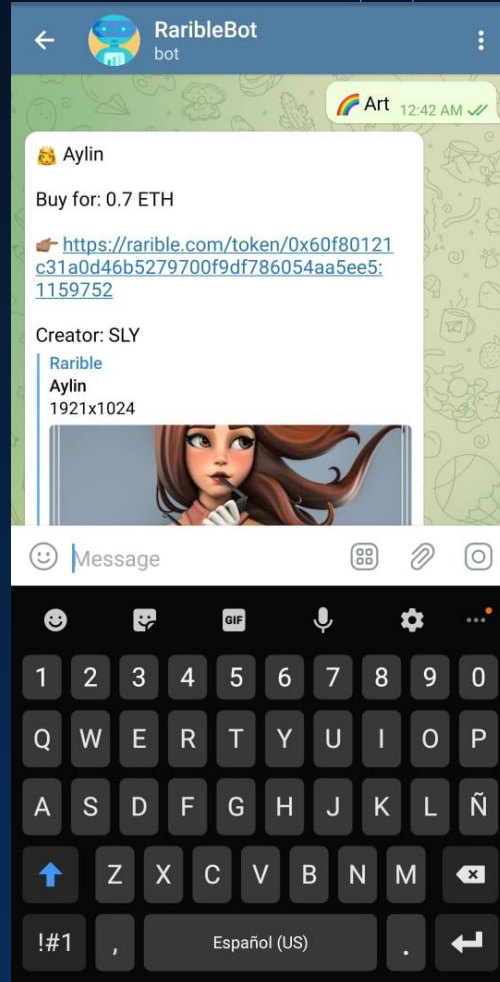 RaribleBot
bot
🌈 Art 12:42 AM
👸 Aylin
Buy for: 0.7 ETH
👉🏽 https://rarible.com/token/0x60f80121
c31a0d46b5279700f9df786054aa5ee5:
1159752
Creator: SLY
Rarible
Aylin
1921x1024
Message
GIF
1 2 3 4 5 6 7 8 9 0
Q W E R T Y U I O P
A S D F G H J K L Ñ
Z X C V B N M
!#1 , Español (US) .